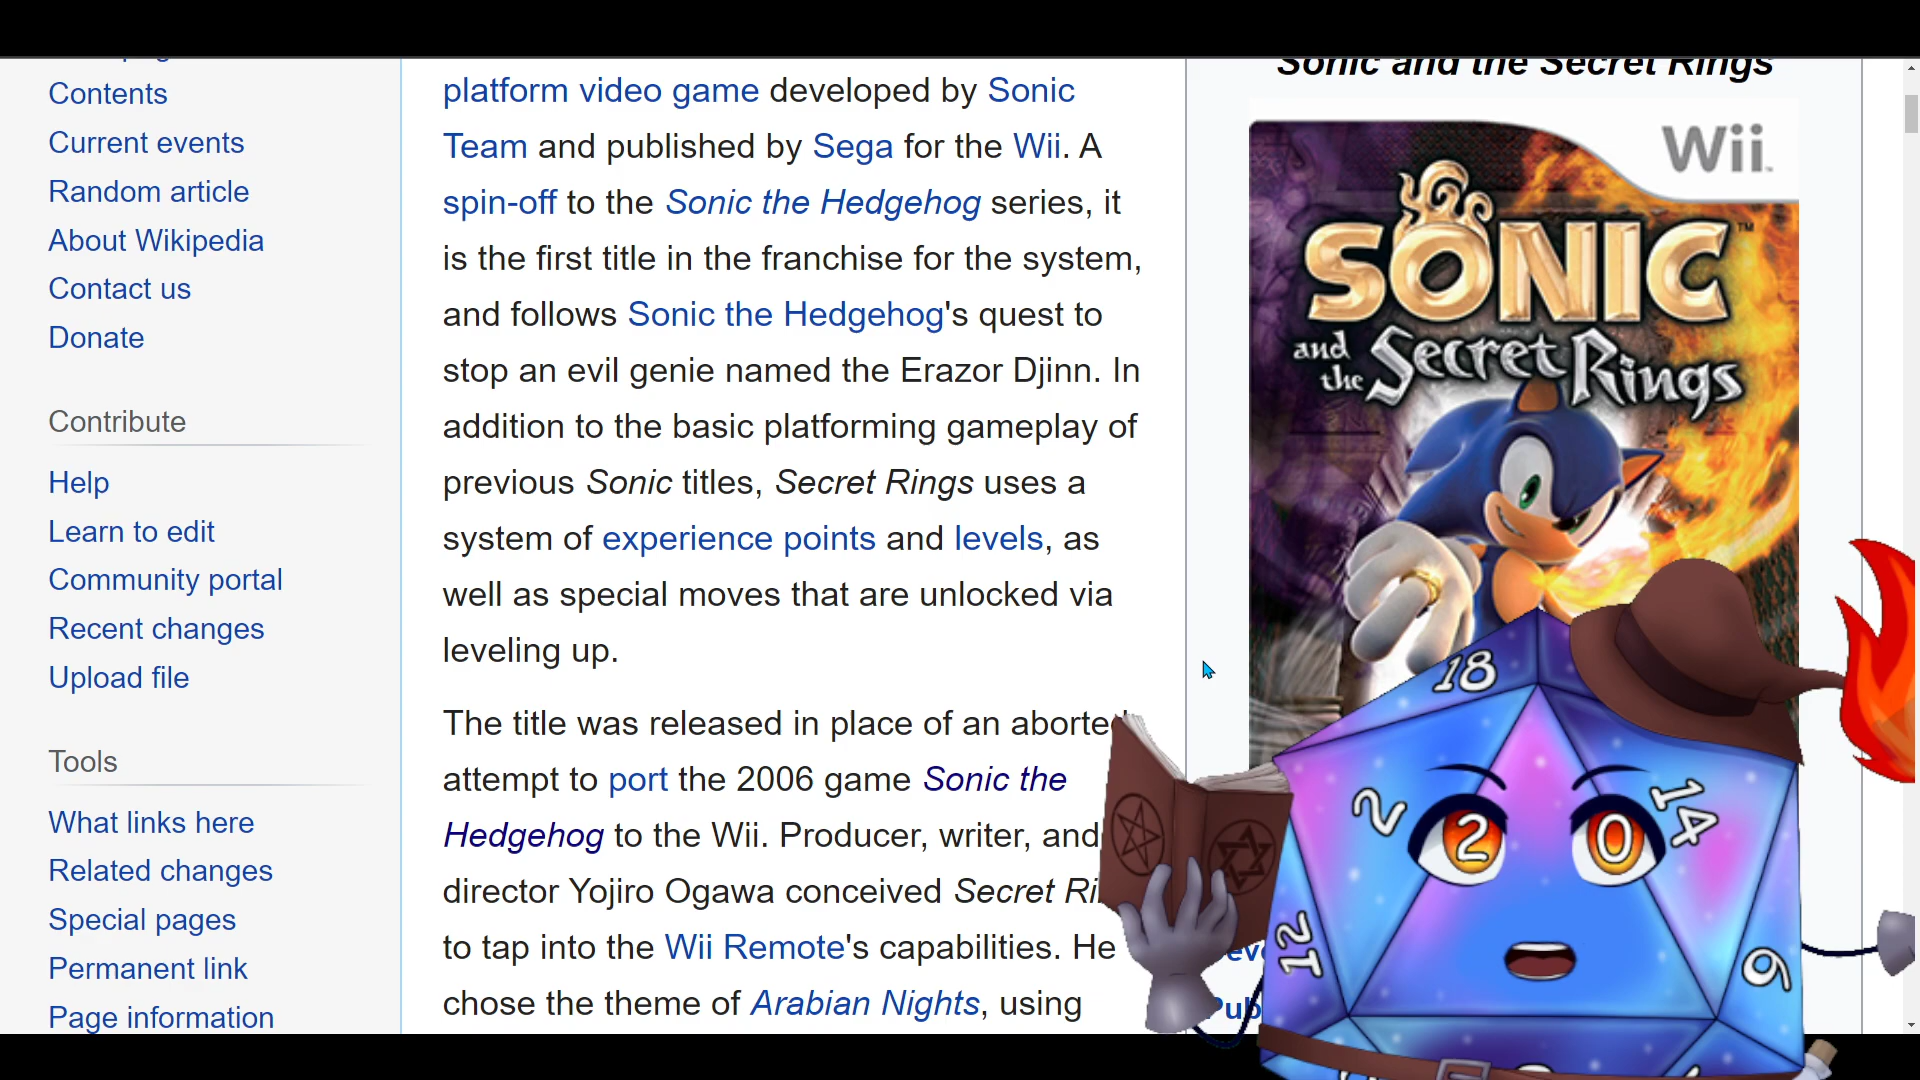 Contents
Current events
Random article
About Wikipedia
Contact us
Donate
Contribute
Help
Learn to edit
Community portal
Recent changes
Upload file
Tools
What links here
Related changes
Special pages
Permanent link
Page information
platform video game developed by Sonic
Team and published by Sega for the Wii. A
spin-off to the Sonic the Hedgehog series, it
is the first title in the franchise for the system,
and follows Sonic the Hedgehog's quest to
stop an evil genie named the Erazor Djinn. In
addition to the basic platforming gameplay of
previous Sonic titles, Secret Rings uses a
system of experience points and levels, as
well as special moves that are unlocked via
leveling up.
The title was released in place of an aborted
attempt to port the 2006 game Sonic the
Hedgehog to the Wii. Producer, writer, and
director Yojiro Ogawa conceived Secret Ri
to tap into the Wii Remote's capabilities. He
chose the theme of Arabian Nights, using
Sonic and the Secret Rings
Wii
SONIC™
and the Secret Rings
18
2
14
2 0
12
9
Pub